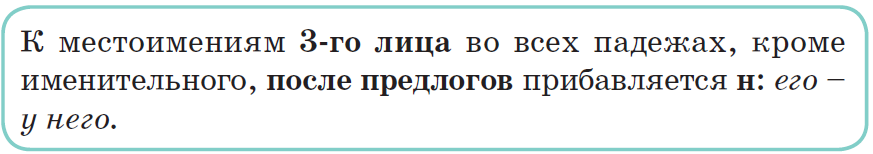 К местоимениям 3-го лица во всех падежах, кроме
именительного, после предлогов прибавляется н: его –
у него.